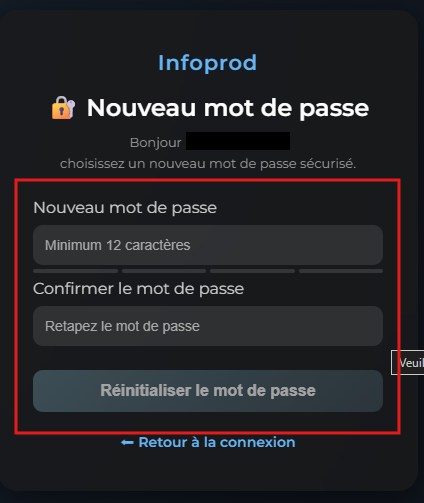 Infoprod
🔐 Nouveau mot de passe
Bonjour
choisissez un nouveau mot de passe sécurisé.
Nouveau mot de passe
Minimum 12 caractères
Confirmer le mot de passe
Retapez le mot de passe
Veuil
Réinitialiser le mot de passe
⬅ Retour à la connexion